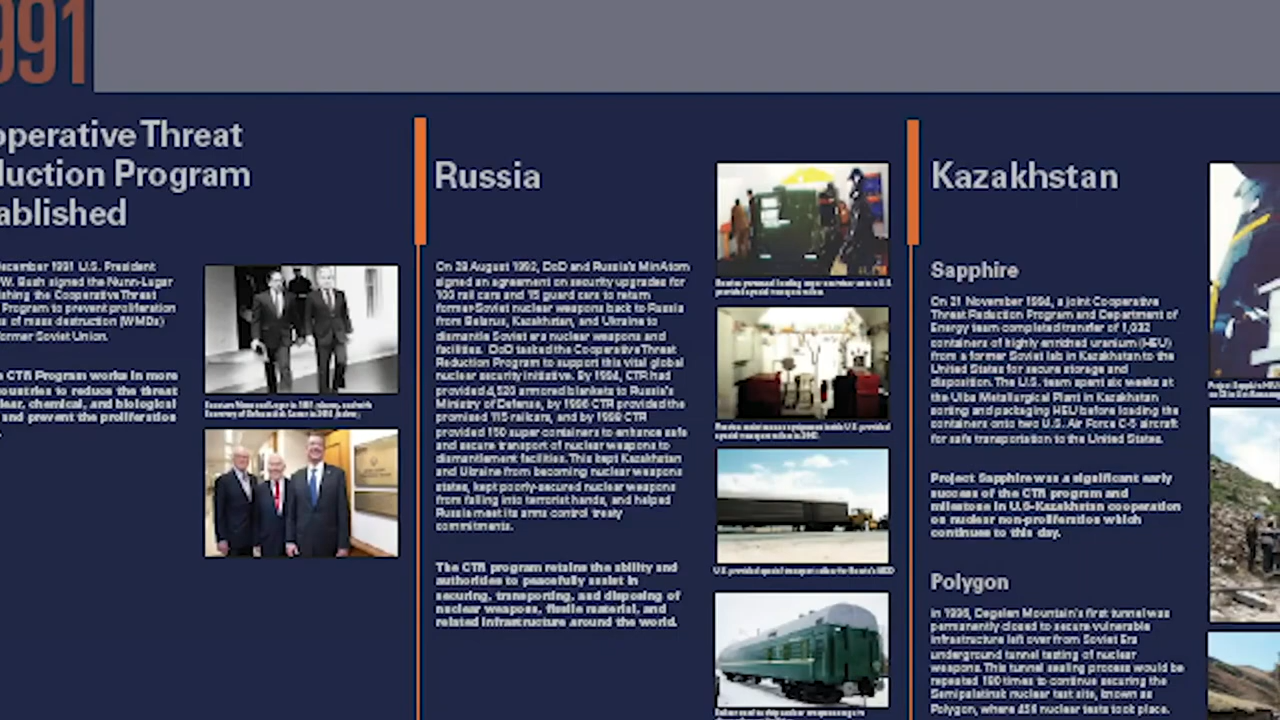 991
operative Threat
duction Program
ablished
December 1991 U.S. President
W. Bush signed the Nunn-Lugar
ishing the Cooperative Threat
Program to prevent proliferation
s of mass destruction (WMDs)
former Soviet Union.
e CTR Program works in more
ountries to reduce the threat
lear, chemical, and biological
and prevent the proliferation
Russia
On 28 August 1992, DoD and Russia's MinAtom
signed an agreement on security upgrades for
100 rail cars and 15 guard cars to return
former-Soviet nuclear weapons back to Russia
from Belarus, Kazakhstan, and Ukraine to
dismantle Soviet era nuclear weapons and
facilities. DoD tasked the Cooperative Threat
Reduction Program to support this vital global
nuclear security initiative. By 1994, CTR had
provided 4,520 armored blankets to Russia's
Ministry of Defense, by 1996 CTR provided the
promised 115 railcars, and by 1998 CTR
provided 150 super containers to enhance safe
and secure transport of nuclear weapons to
dismantlement facilities. This kept Kazakhstan
and Ukraine from becoming nuclear weapons
states, kept poorly-secured nuclear weapons
from falling into terrorist hands, and helped
Russia meet its arms control treaty
commitments.
The CTR program retains the ability and
authorities to peacefully assist in
securing, transporting, and disposing of
nuclear weapons, fissile material, and
related infrastructure around the world.
Kazakhstan
Sapphire
On 21 November 1994, a joint Cooperative
Threat Reduction Program and Department of
Energy team completed transfer of 1,032
containers of highly enriched uranium (HEU)
from a former Soviet lab in Kazakhstan to the
United States for secure storage and
disposition. The U.S. team spent six weeks at
the Ulba Metallurgical Plant in Kazakhstan
sorting and packaging HEU before loading the
containers onto two U.S. Air Force C-5 aircraft
for safe transportation to the United States.
Project Sapphire was a significant early
success of the CTR program and
milestone in U.S-Kazakhstan cooperation
on nuclear non-proliferation which
continues to this day.
Polygon
In 1996, Degelen Mountain's first tunnel was
permanently closed to secure vulnerable
infrastructure left over from Soviet Era
underground tunnel testing of nuclear
weapons. This tunnel sealing process would be
repeated 180 times to continue securing the
Semipalatinsk nuclear test site, known as
Polygon, where 456 nuclear tests took place.